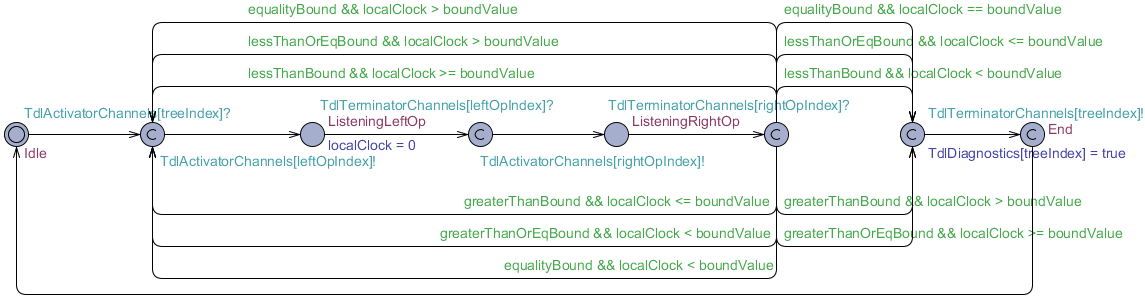 equalityBound && localClock > boundValue
equalityBound && localClock == boundValue
lessThanOrEqBound && localClock > boundValue
lessThanOrEqBound && localClock <= boundValue
lessThanBound && localClock >= boundValue
lessThanBound && localClock < boundValue
TdlActivatorChannels[treeIndex]?
TdlTerminatorChannels[leftOpIndex]?
TdlTerminatorChannels[rightOpIndex]?
TdlTerminatorChannels[treeIndex]!
ListeningLeftOp
ListeningRightOp
End
C
C
C
C
C
Idle
localClock = 0
TdlDiagnostics[treeIndex] = true
TdlActivatorChannels[leftOpIndex]!
TdlActivatorChannels[rightOpIndex]!
greaterThanBound && localClock <= boundValue
greaterThanBound && localClock > boundValue
greaterThanOrEqBound && localClock < boundValue
greaterThanOrEqBound && localClock >= boundValue
equalityBound && localClock < boundValue